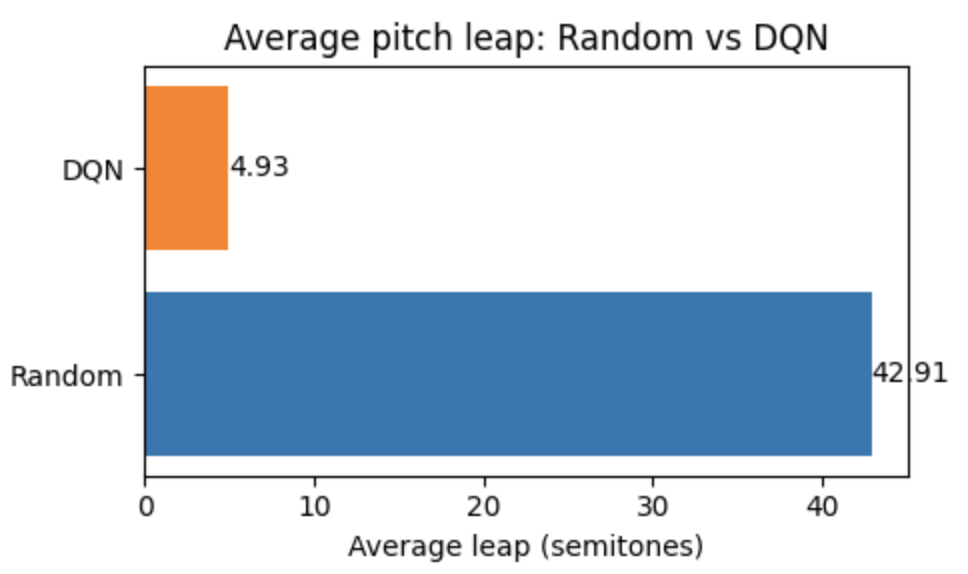 Average pitch leap: Random vs DQN
DQN
4.93
Random
42.91
0 10 20 30 40
Average leap (semitones)